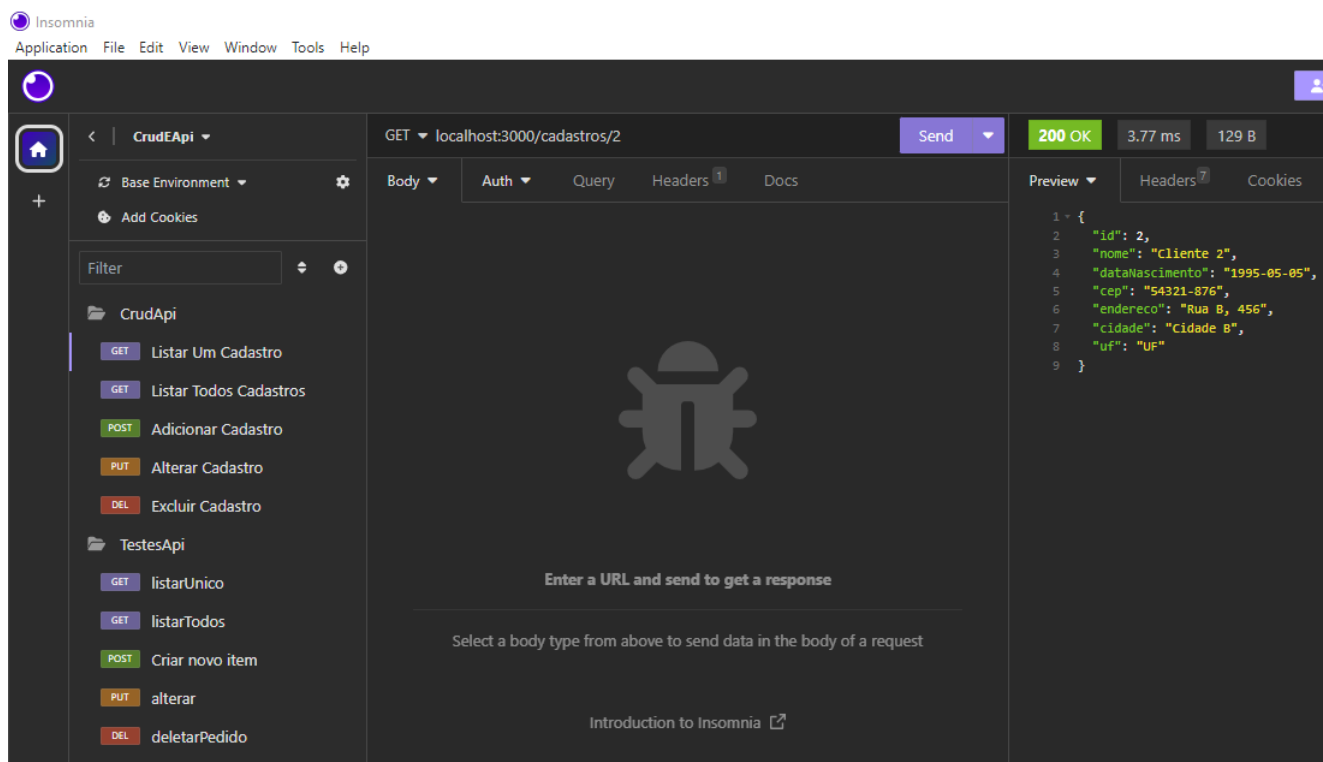 Insomnia
Application File Edit View Window Tools Help
CrudEApi
Base Environment
Add Cookies
Filter
CrudApi
GET Listar Um Cadastro
GET Listar Todos Cadastros
POST Adicionar Cadastro
PUT Alterar Cadastro
DEL Excluir Cadastro
TestesApi
GET listarUnico
GET listarTodos
POST Criar novo item
PUT alterar
DEL deletarPedido
GET localhost:3000/cadastros/2 Send
Body Auth Query Headers 1 Docs
Enter a URL and send to get a response
Select a body type from above to send data in the body of a request
Introduction to Insomnia
200 OK 3.77 ms 129 B
Preview Headers 7 Cookies
1 {
2 "id": 2,
3 "nome": "Cliente 2",
4 "dataNascimento": "1995-05-05",
5 "cep": "54321-876",
6 "endereco": "Rua B, 456",
7 "cidade": "Cidade B",
8 "uf": "UF"
9 }